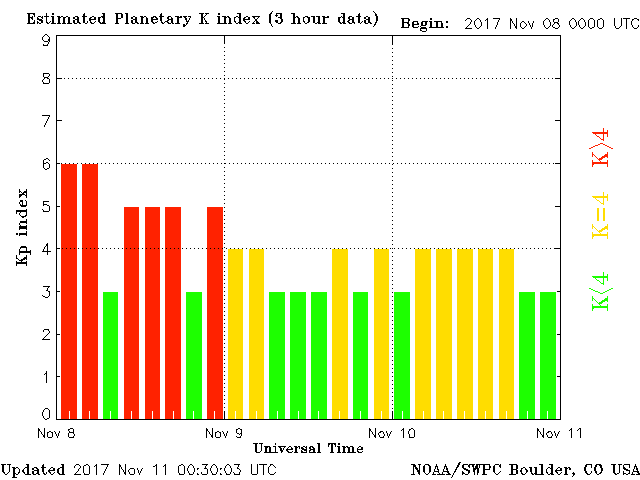 Estimated Planetary K index (3 hour data)
Begin: 2017 Nov 08 0000 UTC
9
8
7
6
5
4
3
2
1
0
Kp index
K>4
K=4
K<4
Nov 8
Nov 9
Nov 10
Nov 11
Universal Time
Updated 2017 Nov 11 00:30:03 UTC
NOAA/SWPC Boulder, CO USA